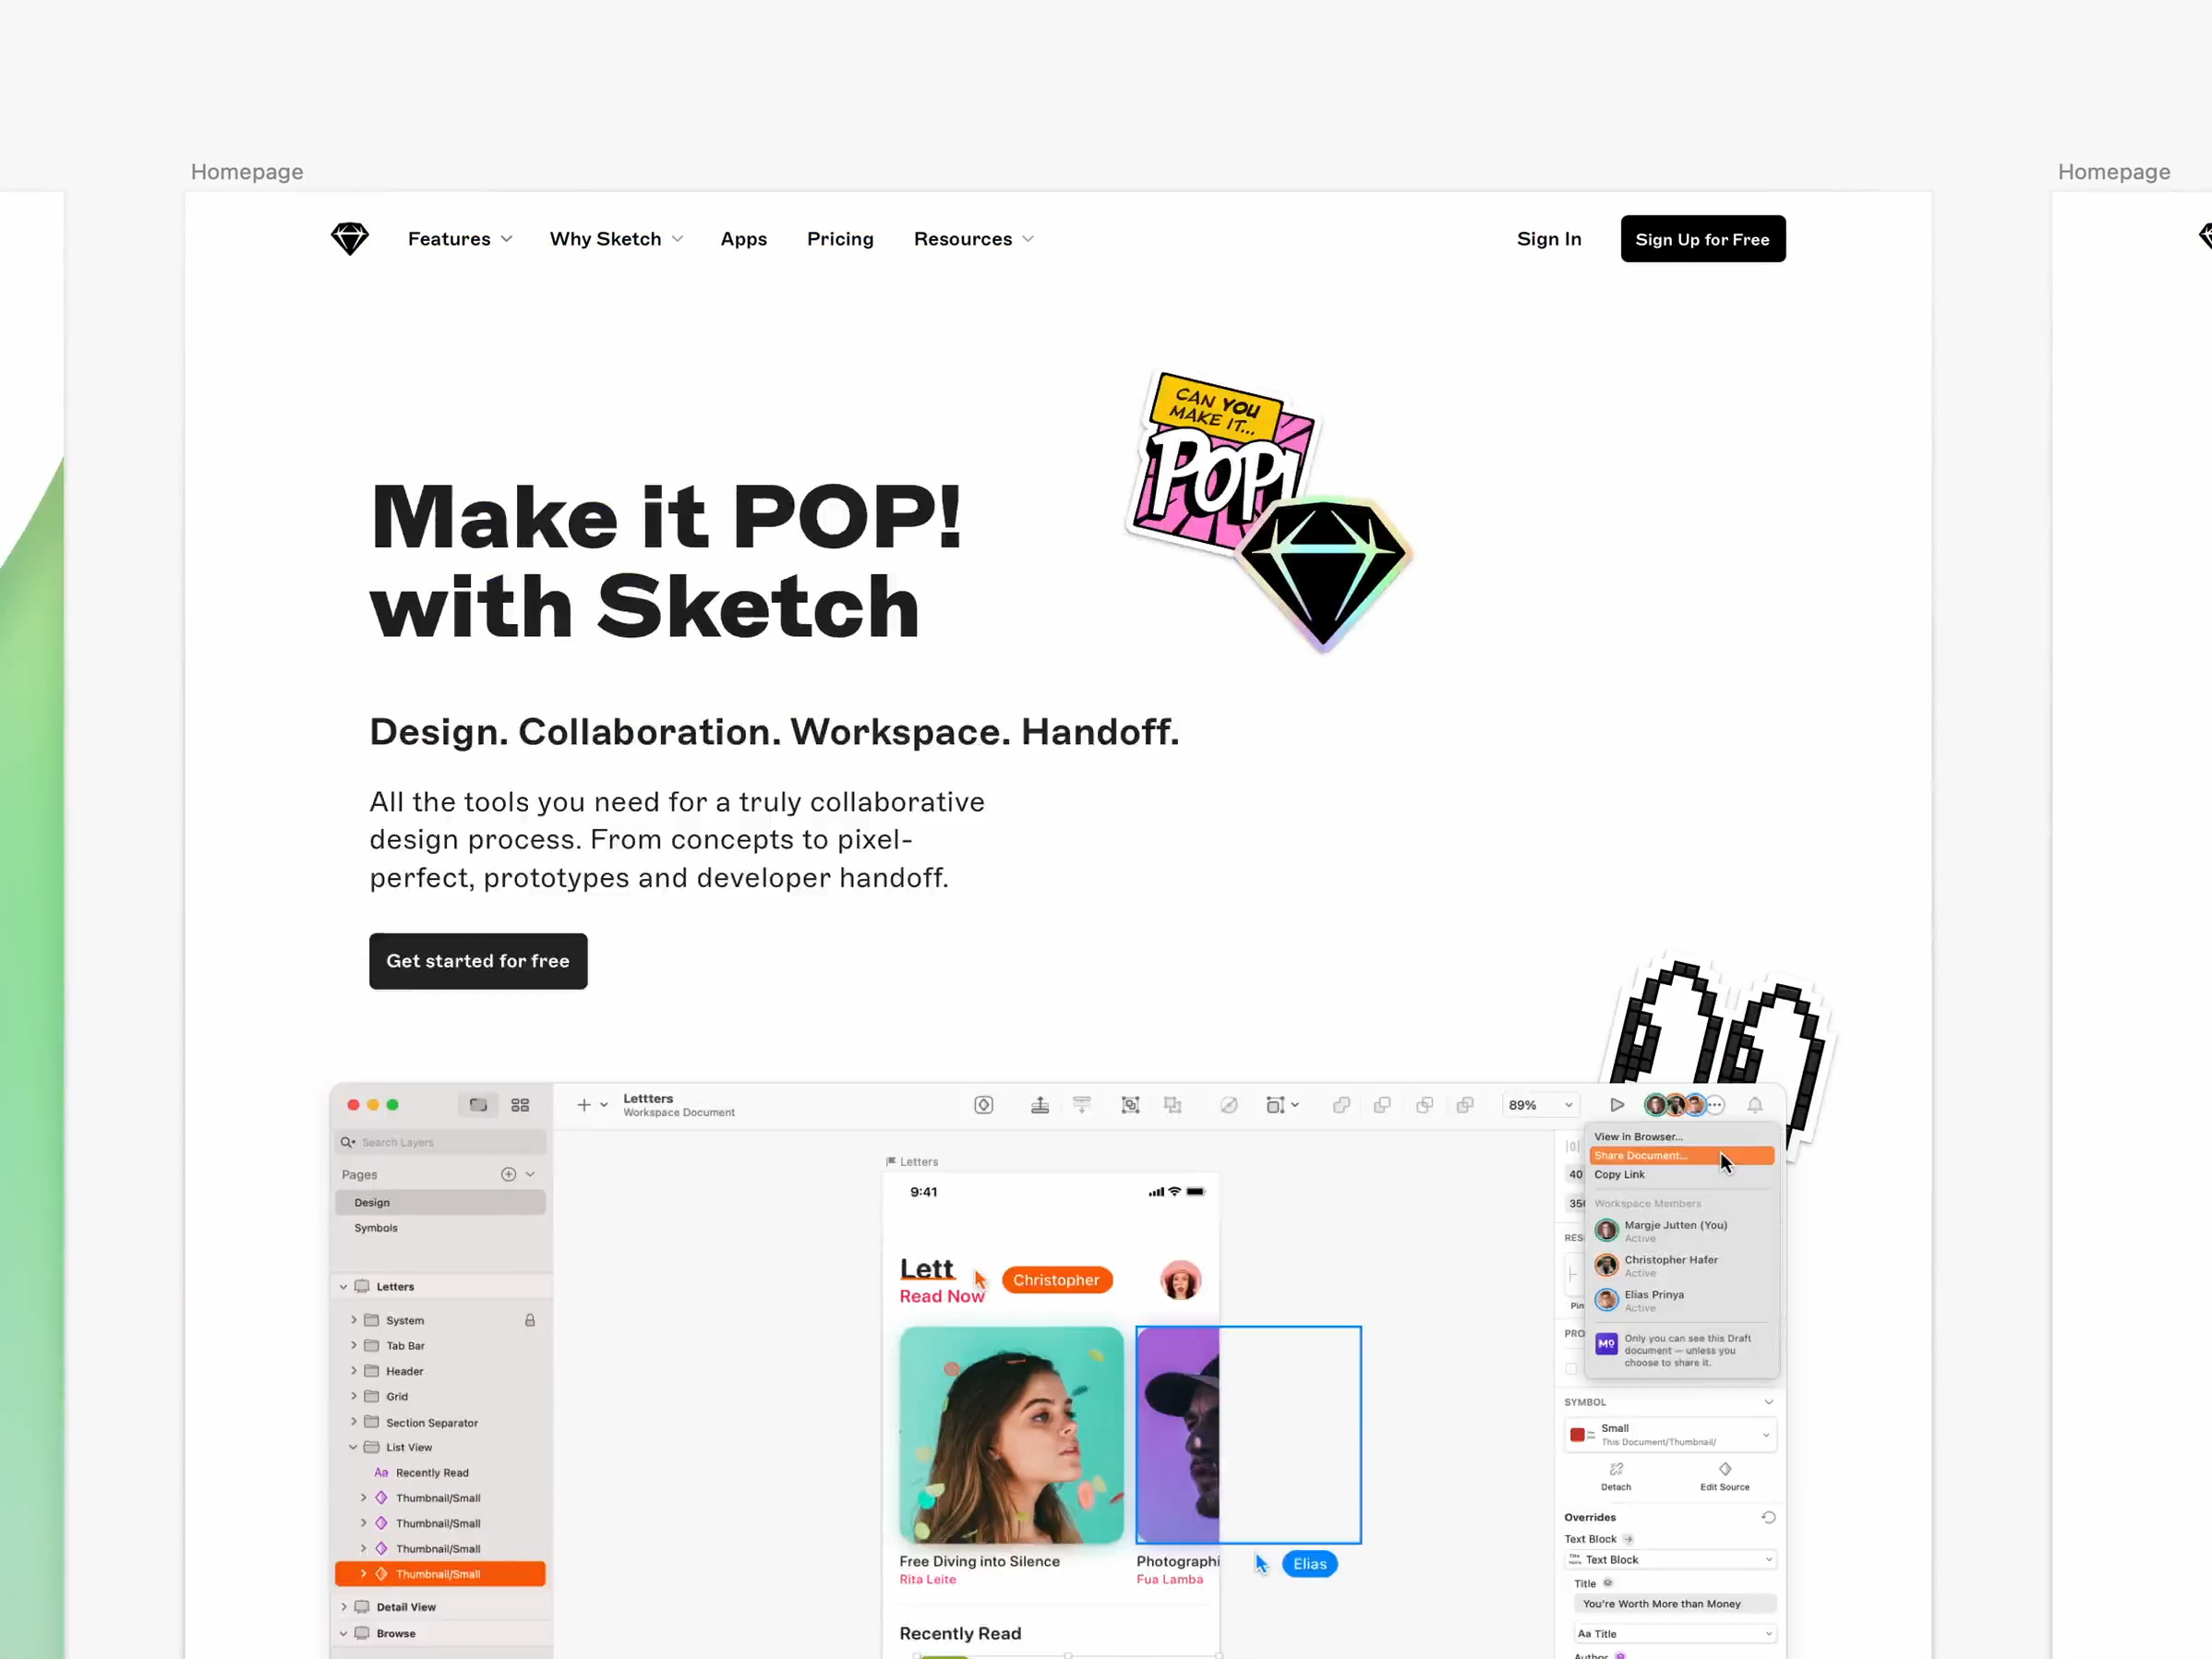 Homepage
Homepage
Features
Why Sketch
Apps
Pricing
Resources
Sign In
Sign Up for Free
CAN YOU
MAKE IT...
POP!
Make it POP!
with Sketch
Design. Collaboration. Workspace. Handoff.
All the tools you need for a truly collaborative
design process. From concepts to pixel-
perfect, prototypes and developer handoff.
Get started for free
Lettters
Workspace Document
89%
Search Layers
Pages
Design
Symbols
Letters
System
Tab Bar
Header
Grid
Section Separator
List View
Aa Recently Read
Thumbnail/Small
Thumbnail/Small
Thumbnail/Small
Thumbnail/Small
Detail View
Browse
Letters
9:41
Lett
Read Now
Christopher
Free Diving into Silence
Rita Leite
Photographi
Fua Lamba
Elias
Recently Read
View in Browser...
Share Document...
Copy Link
Workspace Members
Margje Jutten (You)
Active
Christopher Hafer
Active
Elias Prinya
Active
Mo
Only you can see this Draft
document — unless you
choose to share it.
40
350
RES
Pin
PRO
SYMBOL
Small
This Document/Thumbnail/
Detach
Edit Source
Overrides
Text Block
Text Block
Title
You're Worth More than Money
Aa Title
Author